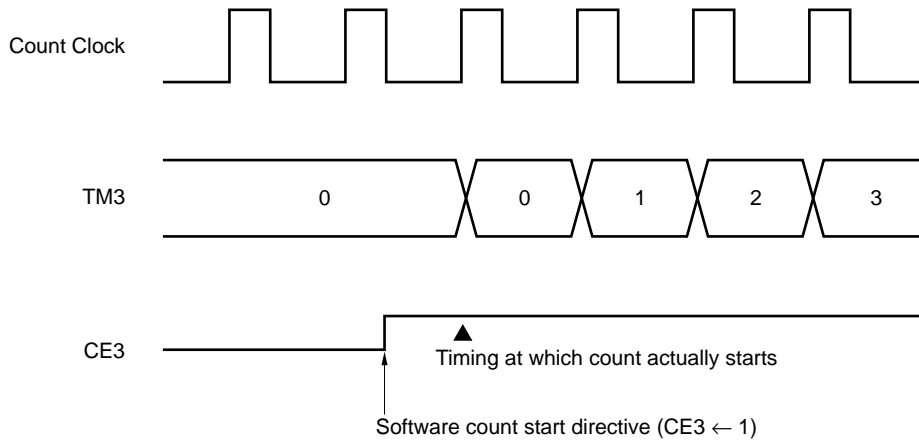 Count Clock
TM3
0
0
1
2
3
CE3
Timing at which count actually starts
Software count start directive (CE3 ← 1)